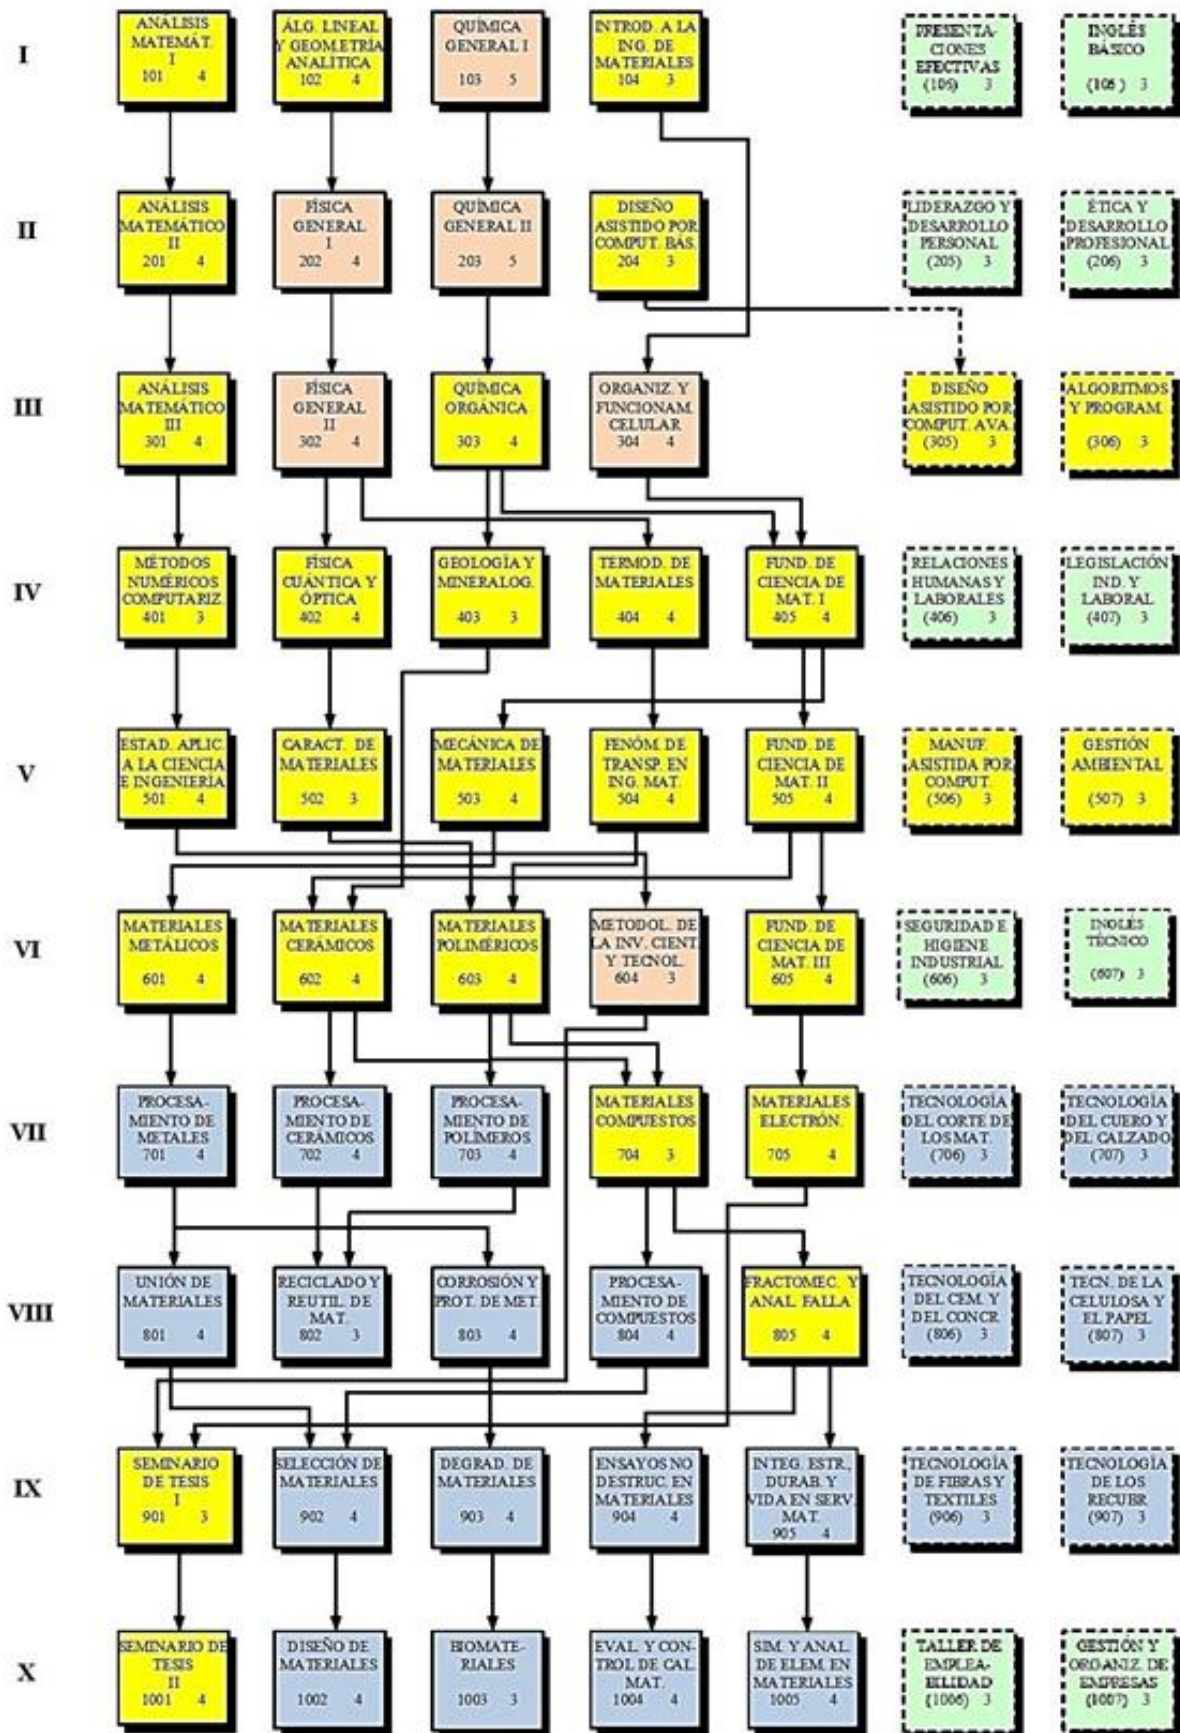 I
ANÁLISIS
MATEMÁT.
I
101 4
ÁLG. LINEAL
Y GEOMETRÍA
ANALÍTICA
102 4
QUÍMICA
GENERAL I
103 5
INTROD. A LA
ING. DE
MATERIALES
104 3
PRESENTA-
CIONES
EFECTIVAS
(105) 3
INGLÉS
BÁSICO
(106 ) 3
II
ANÁLISIS
MATEMÁTICO
II
201 4
FÍSICA
GENERAL
I
202 4
QUÍMICA
GENERAL II
203 5
DISEÑO
ASISTIDO POR
COMPUT. BÁS.
204 3
LIDERAZGO Y
DESARROLLO
PERSONAL
(205) 3
ÉTICA Y
DESARROLLO
PROFESIONAL
(206) 3
III
ANÁLISIS
MATEMÁTICO
III
301 4
FÍSICA
GENERAL
II
302 4
QUÍMICA
ORGÁNICA
303 4
ORGANIZ. Y
FUNCIONAM.
CELULAR
304 4
DISEÑO
ASISTIDO POR
COMPUT. AVA.
(305) 3
ALGORITMOS
Y PROGRAM.
(306) 3
IV
MÉTODOS
NUMÉRICOS
COMPUTARIZ.
401 3
FÍSICA
CUÁNTICA Y
ÓPTICA
402 4
GEOLOGÍA Y
MINERALOG.
403 3
TERMOD. DE
MATERIALES
404 4
FUND. DE
CIENCIA DE
MAT. I
405 4
RELACIONES
HUMANAS Y
LABORALES
(406) 3
LEGISLACIÓN
IND. Y
LABORAL
(407) 3
V
ESTAD. APLIC.
A LA CIENCIA
E INGENIERÍA
501 4
CARACT. DE
MATERIALES
502 3
MECÁNICA DE
MATERIALES
503 4
FENÓM. DE
TRANSP. EN
ING. MAT.
504 4
FUND. DE
CIENCIA DE
MAT. II
505 4
MANUF.
ASISTIDA POR
COMPUT.
(506) 3
GESTIÓN
AMBIENTAL
(507) 3
VI
MATERIALES
METÁLICOS
601 4
MATERIALES
CERÁMICOS
602 4
MATERIALES
POLIMÉRICOS
603 4
METODOL. DE
LA INV. CIENT.
Y TECNOL.
604 3
FUND. DE
CIENCIA DE
MAT. III
605 4
SEGURIDAD E
HIGIENE
INDUSTRIAL
(606) 3
INGLÉS
TÉCNICO
(607) 3
VII
PROCESA-
MIENTO DE
METALES
701 4
PROCESA-
MIENTO DE
CERÁMICOS
702 4
PROCESA-
MIENTO DE
POLÍMEROS
703 4
MATERIALES
COMPUESTOS
704 3
MATERIALES
ELECTRÓN.
705 4
TECNOLOGÍA
DEL CORTE DE
LOS MAT.
(706) 3
TECNOLOGÍA
DEL CUERO Y
DEL CALZADO
(707) 3
VIII
UNIÓN DE
MATERIALES
801 4
RECICLADO Y
REUTIL. DE
MAT.
802 3
CORROSIÓN Y
PROT. DE MET.
803 4
PROCESA-
MIENTO DE
COMPUESTOS
804 4
FRACTOMEC. Y
ANAL. FALLA
805 4
TECNOLOGÍA
DEL CEM. Y
DEL CONCR.
(806) 3
TECN. DE LA
CELULOSA Y
EL PAPEL
(807) 3
IX
SEMINARIO
DE TESIS
I
901 3
SELECCIÓN DE
MATERIALES
902 4
DEGRAD. DE
MATERIALES
903 4
ENSAYOS NO
DESTRUC. EN
MATERIALES
904 4
INTEG. ESTR.,
DURAB. Y
VIDA EN SERV.
MAT.
905 4
TECNOLOGÍA
DE FIBRAS Y
TEXTILES
(906) 3
TECNOLOGÍA
DE LOS
RECUBR
(907) 3
X
SEMINARIO DE
TESIS
II
1001 4
DISEÑO DE
MATERIALES
1002 4
BIOMATE-
RIALES
1003 3
EVAL. Y CON-
TROL DE CAL.
MAT.
1004 4
SIM. Y ANAL.
DE ELEM. EN
MATERIALES
1005 4
TALLER DE
EMPLEA-
BILIDAD
(1006) 3
GESTIÓN Y
ORGANIZ. DE
EMPRESAS
(1007) 3